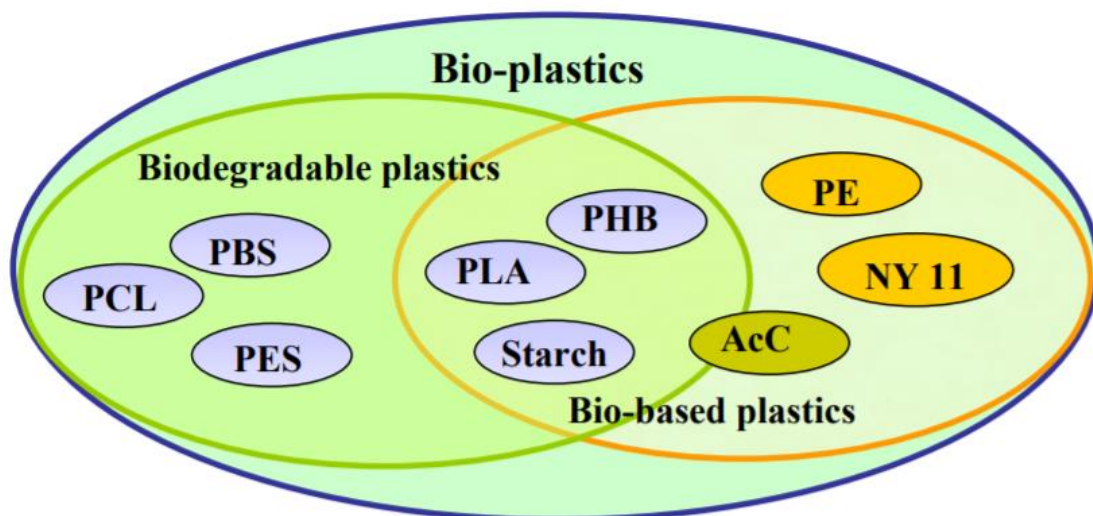 Bio-plastics
Biodegradable plastics
PE
PHB
PBS
PLA
NY 11
PCL
AcC
PES
Starch
Bio-based plastics